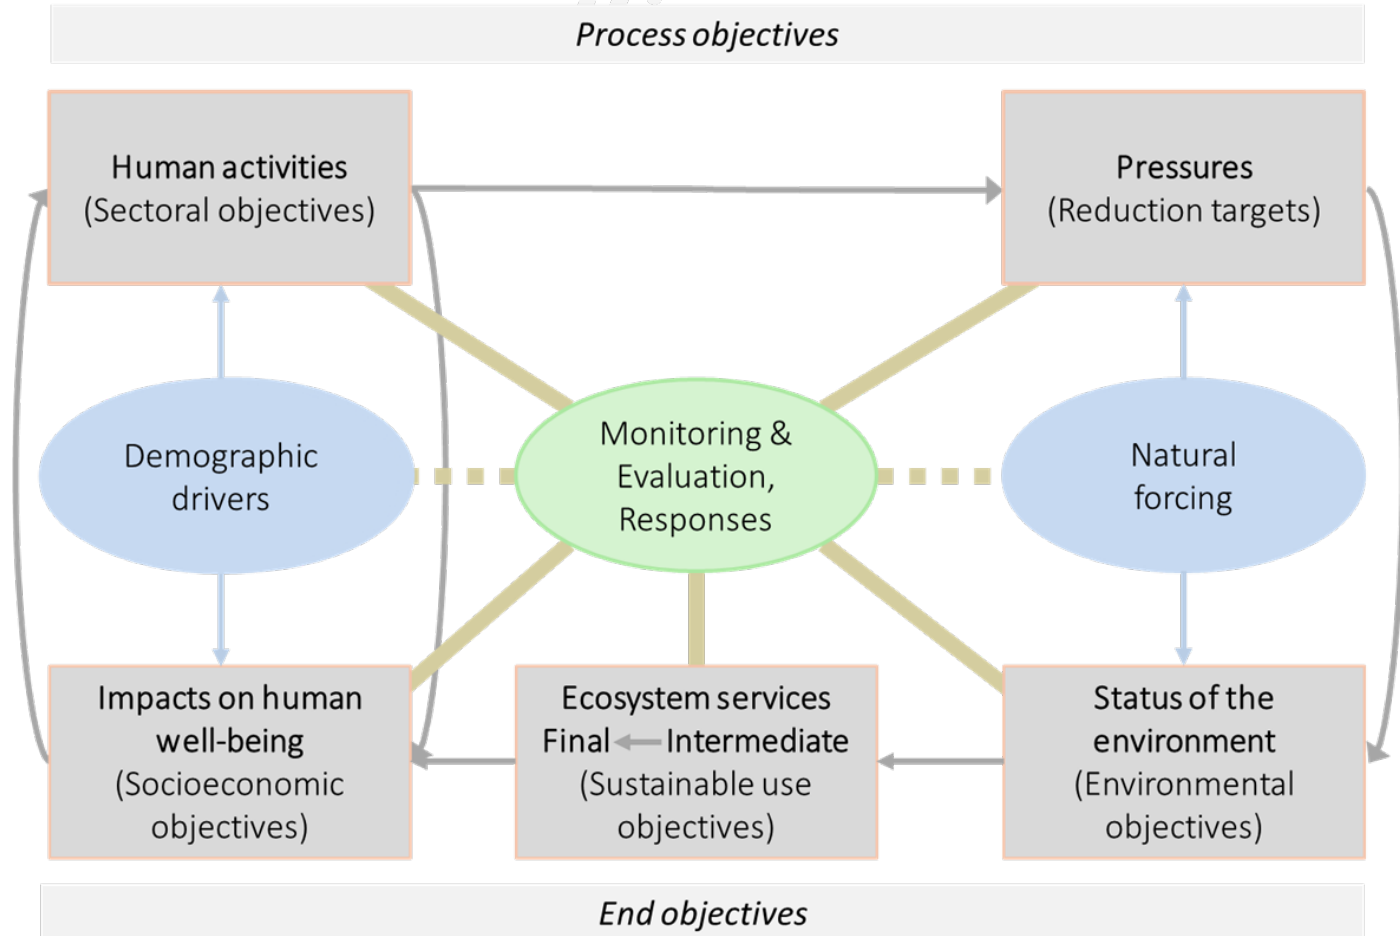 Process objectives
Human activities
(Sectoral objectives)
Pressures
(Reduction targets)
Demographic
drivers
Monitoring &
Evaluation,
Responses
Natural
forcing
Impacts on human
well-being
(Socioeconomic
objectives)
Ecosystem services
Final Intermediate
(Sustainable use
objectives)
Status of the
environment
(Environmental
objectives)
End objectives